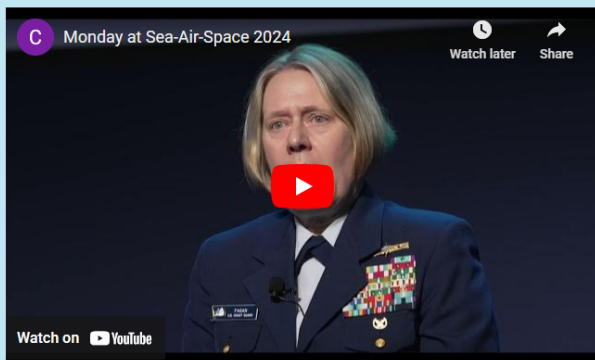 C
Monday at Sea-Air-Space 2024
Watch later
Share
FAGAN
U.S. COAST GUARD
Watch on YouTube